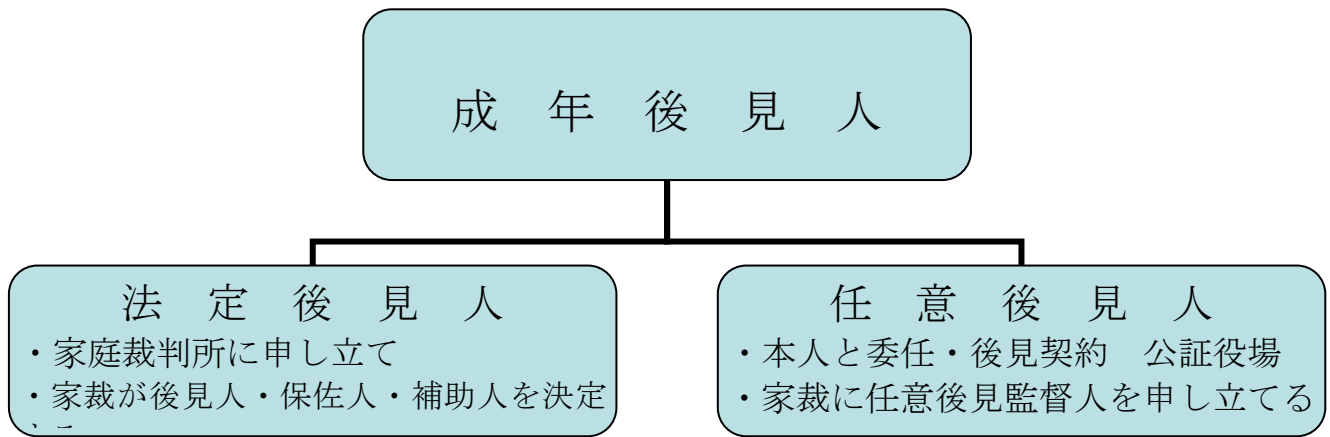 成　年　後　見　人
法　定　後　見　人
・家庭裁判所に申し立て
・家裁が後見人・保佐人・補助人を決定
任　意　後　見　人
・本人と委任・後見契約　公証役場
・家裁に任意後見監督人を申し立てる